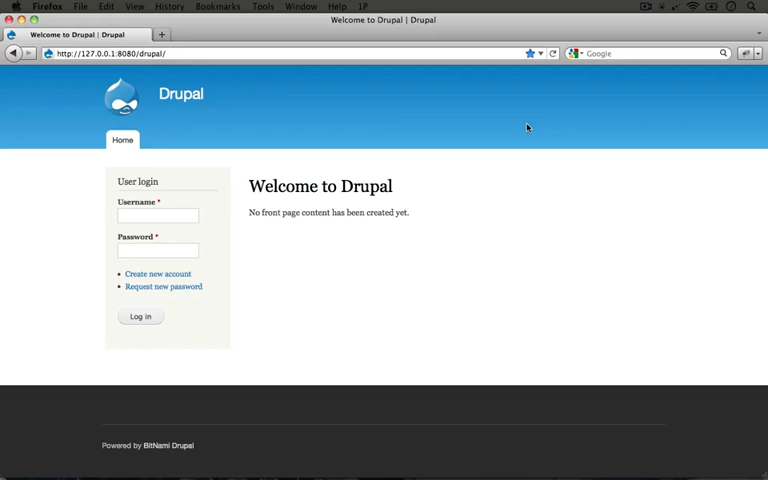 Firefox File Edit View History Bookmarks Tools Window Help 1P
Welcome to Drupal | Drupal
Welcome to Drupal | Drupal
http://127.0.0.1:8080/drupal/
Google
Drupal
Home
User login
Username *
Password *
Create new account
Request new password
Log in
Welcome to Drupal
No front page content has been created yet.
Powered by BitNami Drupal